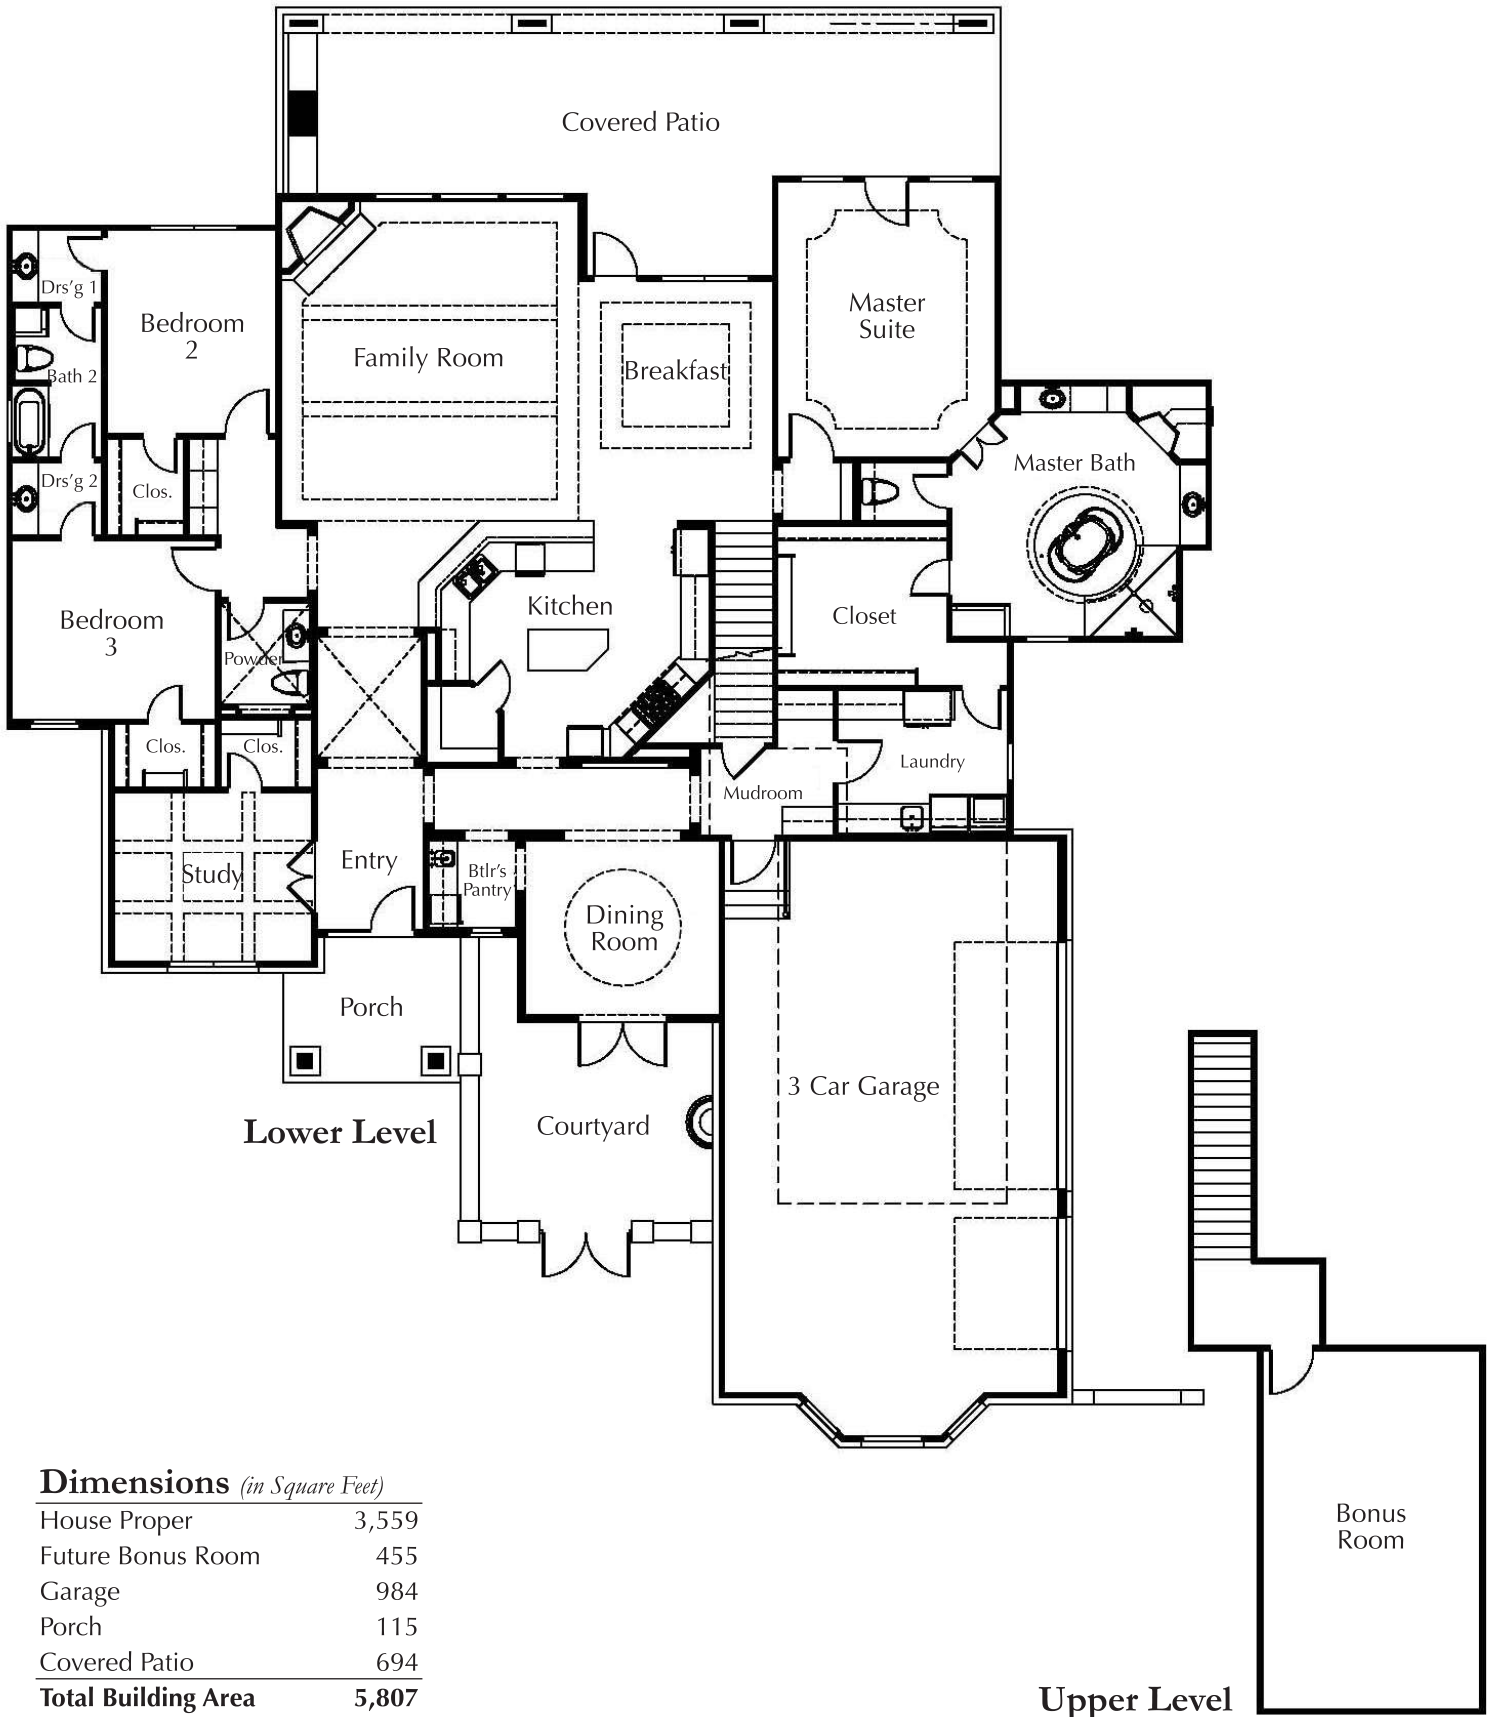 Covered Patio
Drs'g 1
Bedroom
2
Bath 2
Family Room
Breakfast
Master
Suite
Master Bath
Drs'g 2
Clos.
Bedroom
3
Powder
Kitchen
Closet
Clos.
Clos.
Mudroom
Laundry
Study
Entry
Btlr's
Pantry
Dining
Room
Porch
3 Car Garage
Courtyard
Lower Level
Bonus
Room
Upper Level
Dimensions (in Square Feet)
House Proper 3,559
Future Bonus Room 455
Garage 984
Porch 115
Covered Patio 694
Total Building Area 5,807